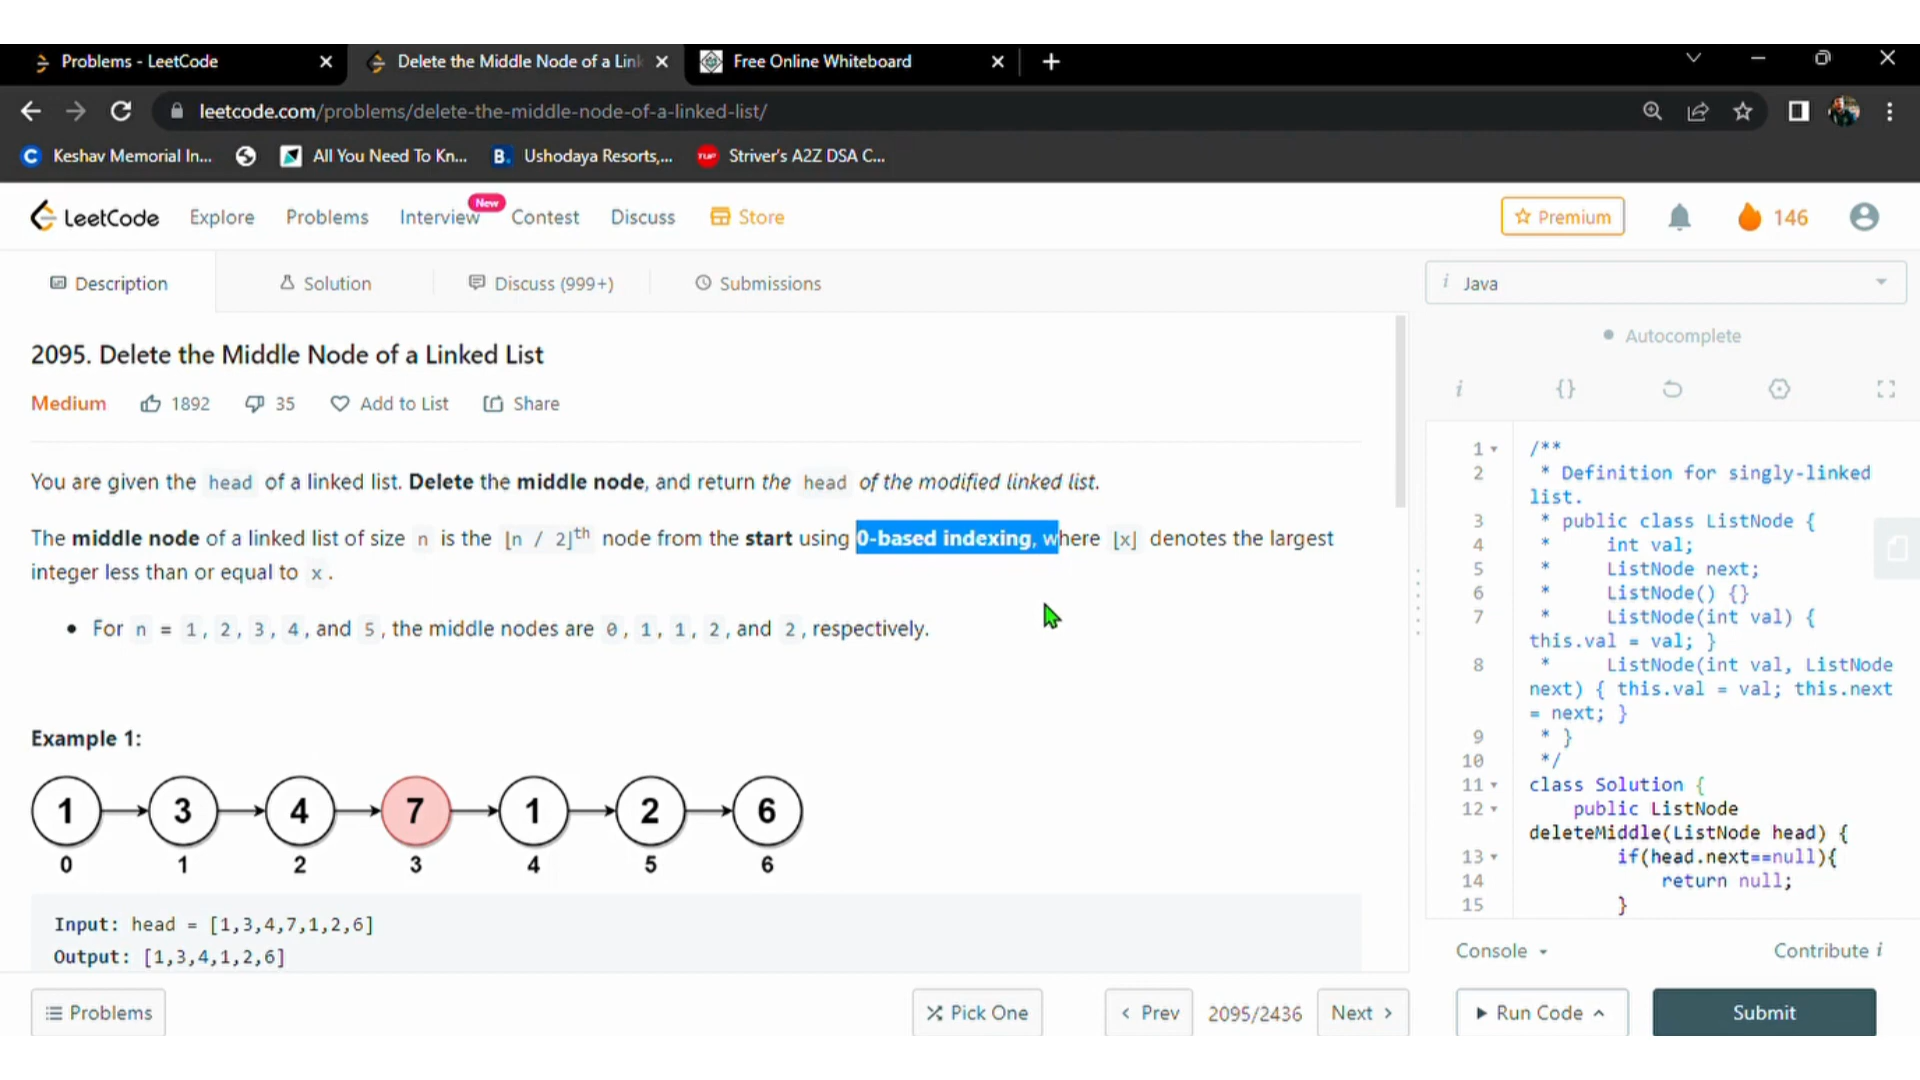 Problems - LeetCode
Delete the Middle Node of a Link
Free Online Whiteboard
leetcode.com/problems/delete-the-middle-node-of-a-linked-list/
Keshav Memorial In...
All You Need To Kn...
B.
Ushodaya Resorts,...
TUF
Striver's A2Z DSA C...
LeetCode
Explore
Problems
Interview
New
Contest
Discuss
Store
Premium
146
Description
Solution
Discuss (999+)
Submissions
i Java
Autocomplete
2095. Delete the Middle Node of a Linked List
Medium
1892
35
Add to List
Share
i {}
You are given the head of a linked list. Delete the middle node, and return the head of the modified linked list.
The middle node of a linked list of size n is the ⌊n / 2⌋th node from the start using 0-based indexing, where ⌊x⌋ denotes the largest
integer less than or equal to x.
• For n = 1, 2, 3, 4, and 5, the middle nodes are 0, 1, 1, 2, and 2, respectively.
Example 1:
1 3 4 7 1 2 6
0 1 2 3 4 5 6
Input: head = [1,3,4,7,1,2,6]
Output: [1,3,4,1,2,6]
1 /**
2 * Definition for singly-linked
list.
3 * public class ListNode {
4 * int val;
5 * ListNode next;
6 * ListNode() {}
7 * ListNode(int val) {
this.val = val; }
8 * ListNode(int val, ListNode
next) { this.val = val; this.next
= next; }
9 * }
10 */
11 class Solution {
12 public ListNode
deleteMiddle(ListNode head) {
13 if(head.next==null){
14 return null;
15 }
Console
Contribute i
Problems
Pick One
‹ Prev
2095/2436
Next ›
Run Code
Submit